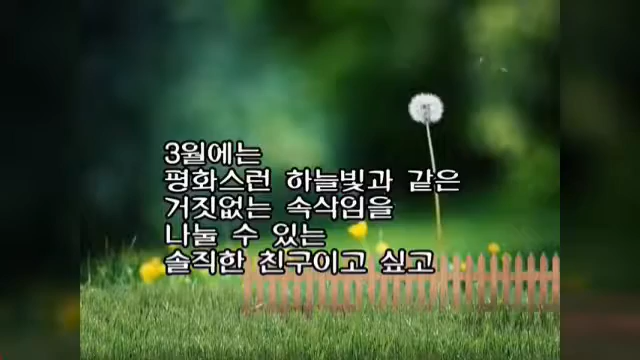 3월에는
평화스런 하늘빛과 같은
거짓없는 속삭임을
나눌 수 있는
솔직한 친구이고 싶고